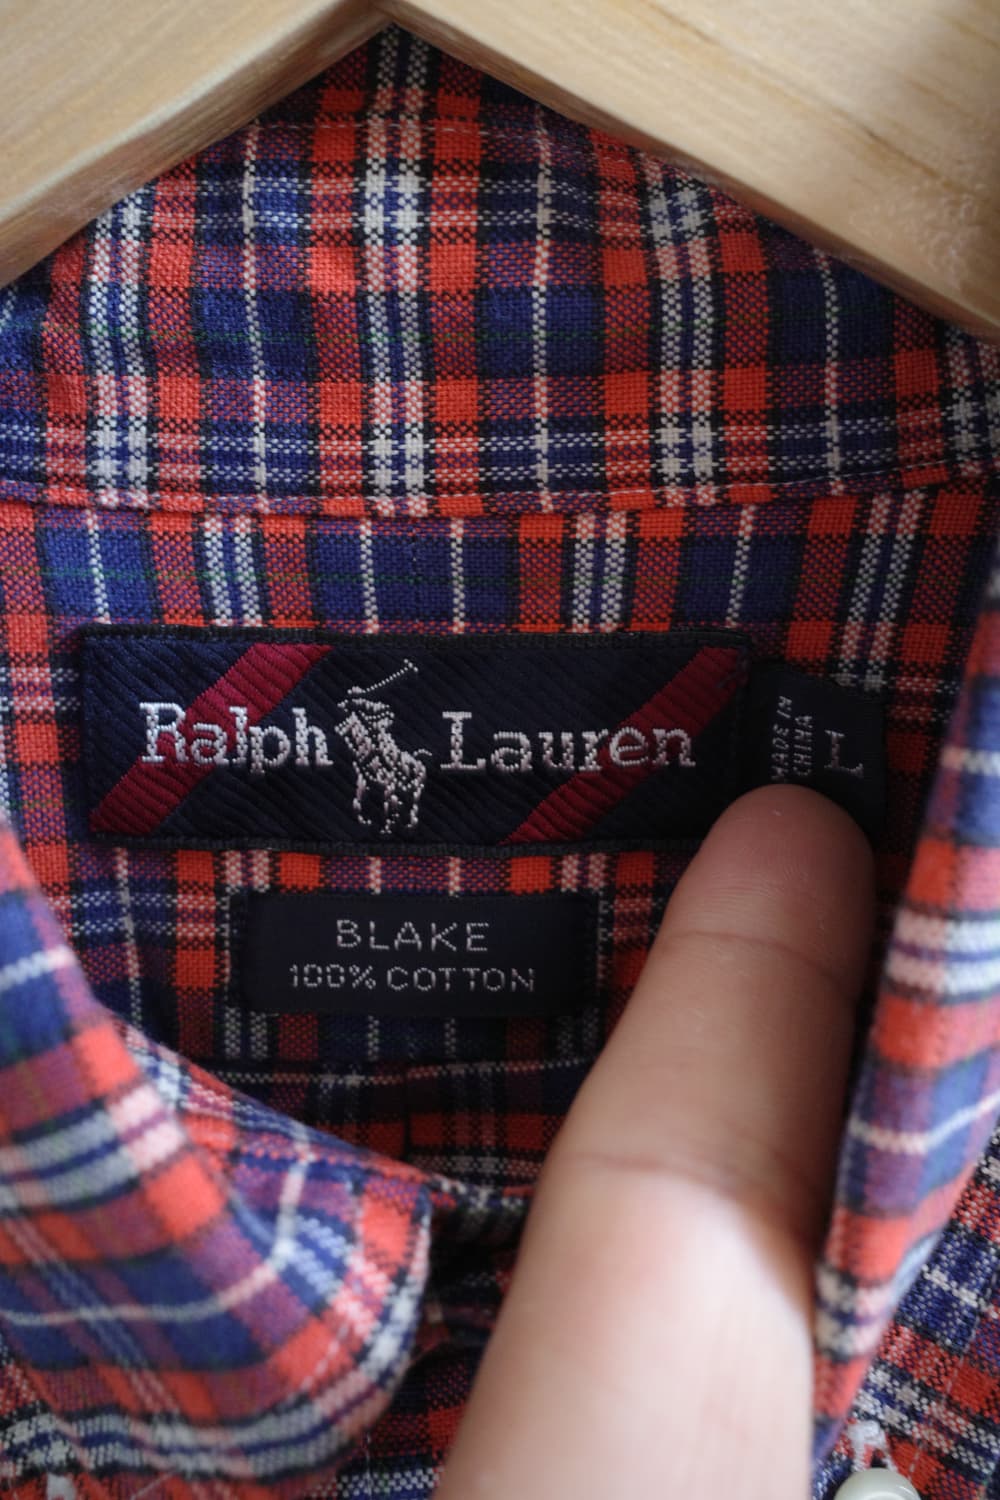 Ralph Lauren
MADE IN
CHINA
L
BLAKE
100% COTTON